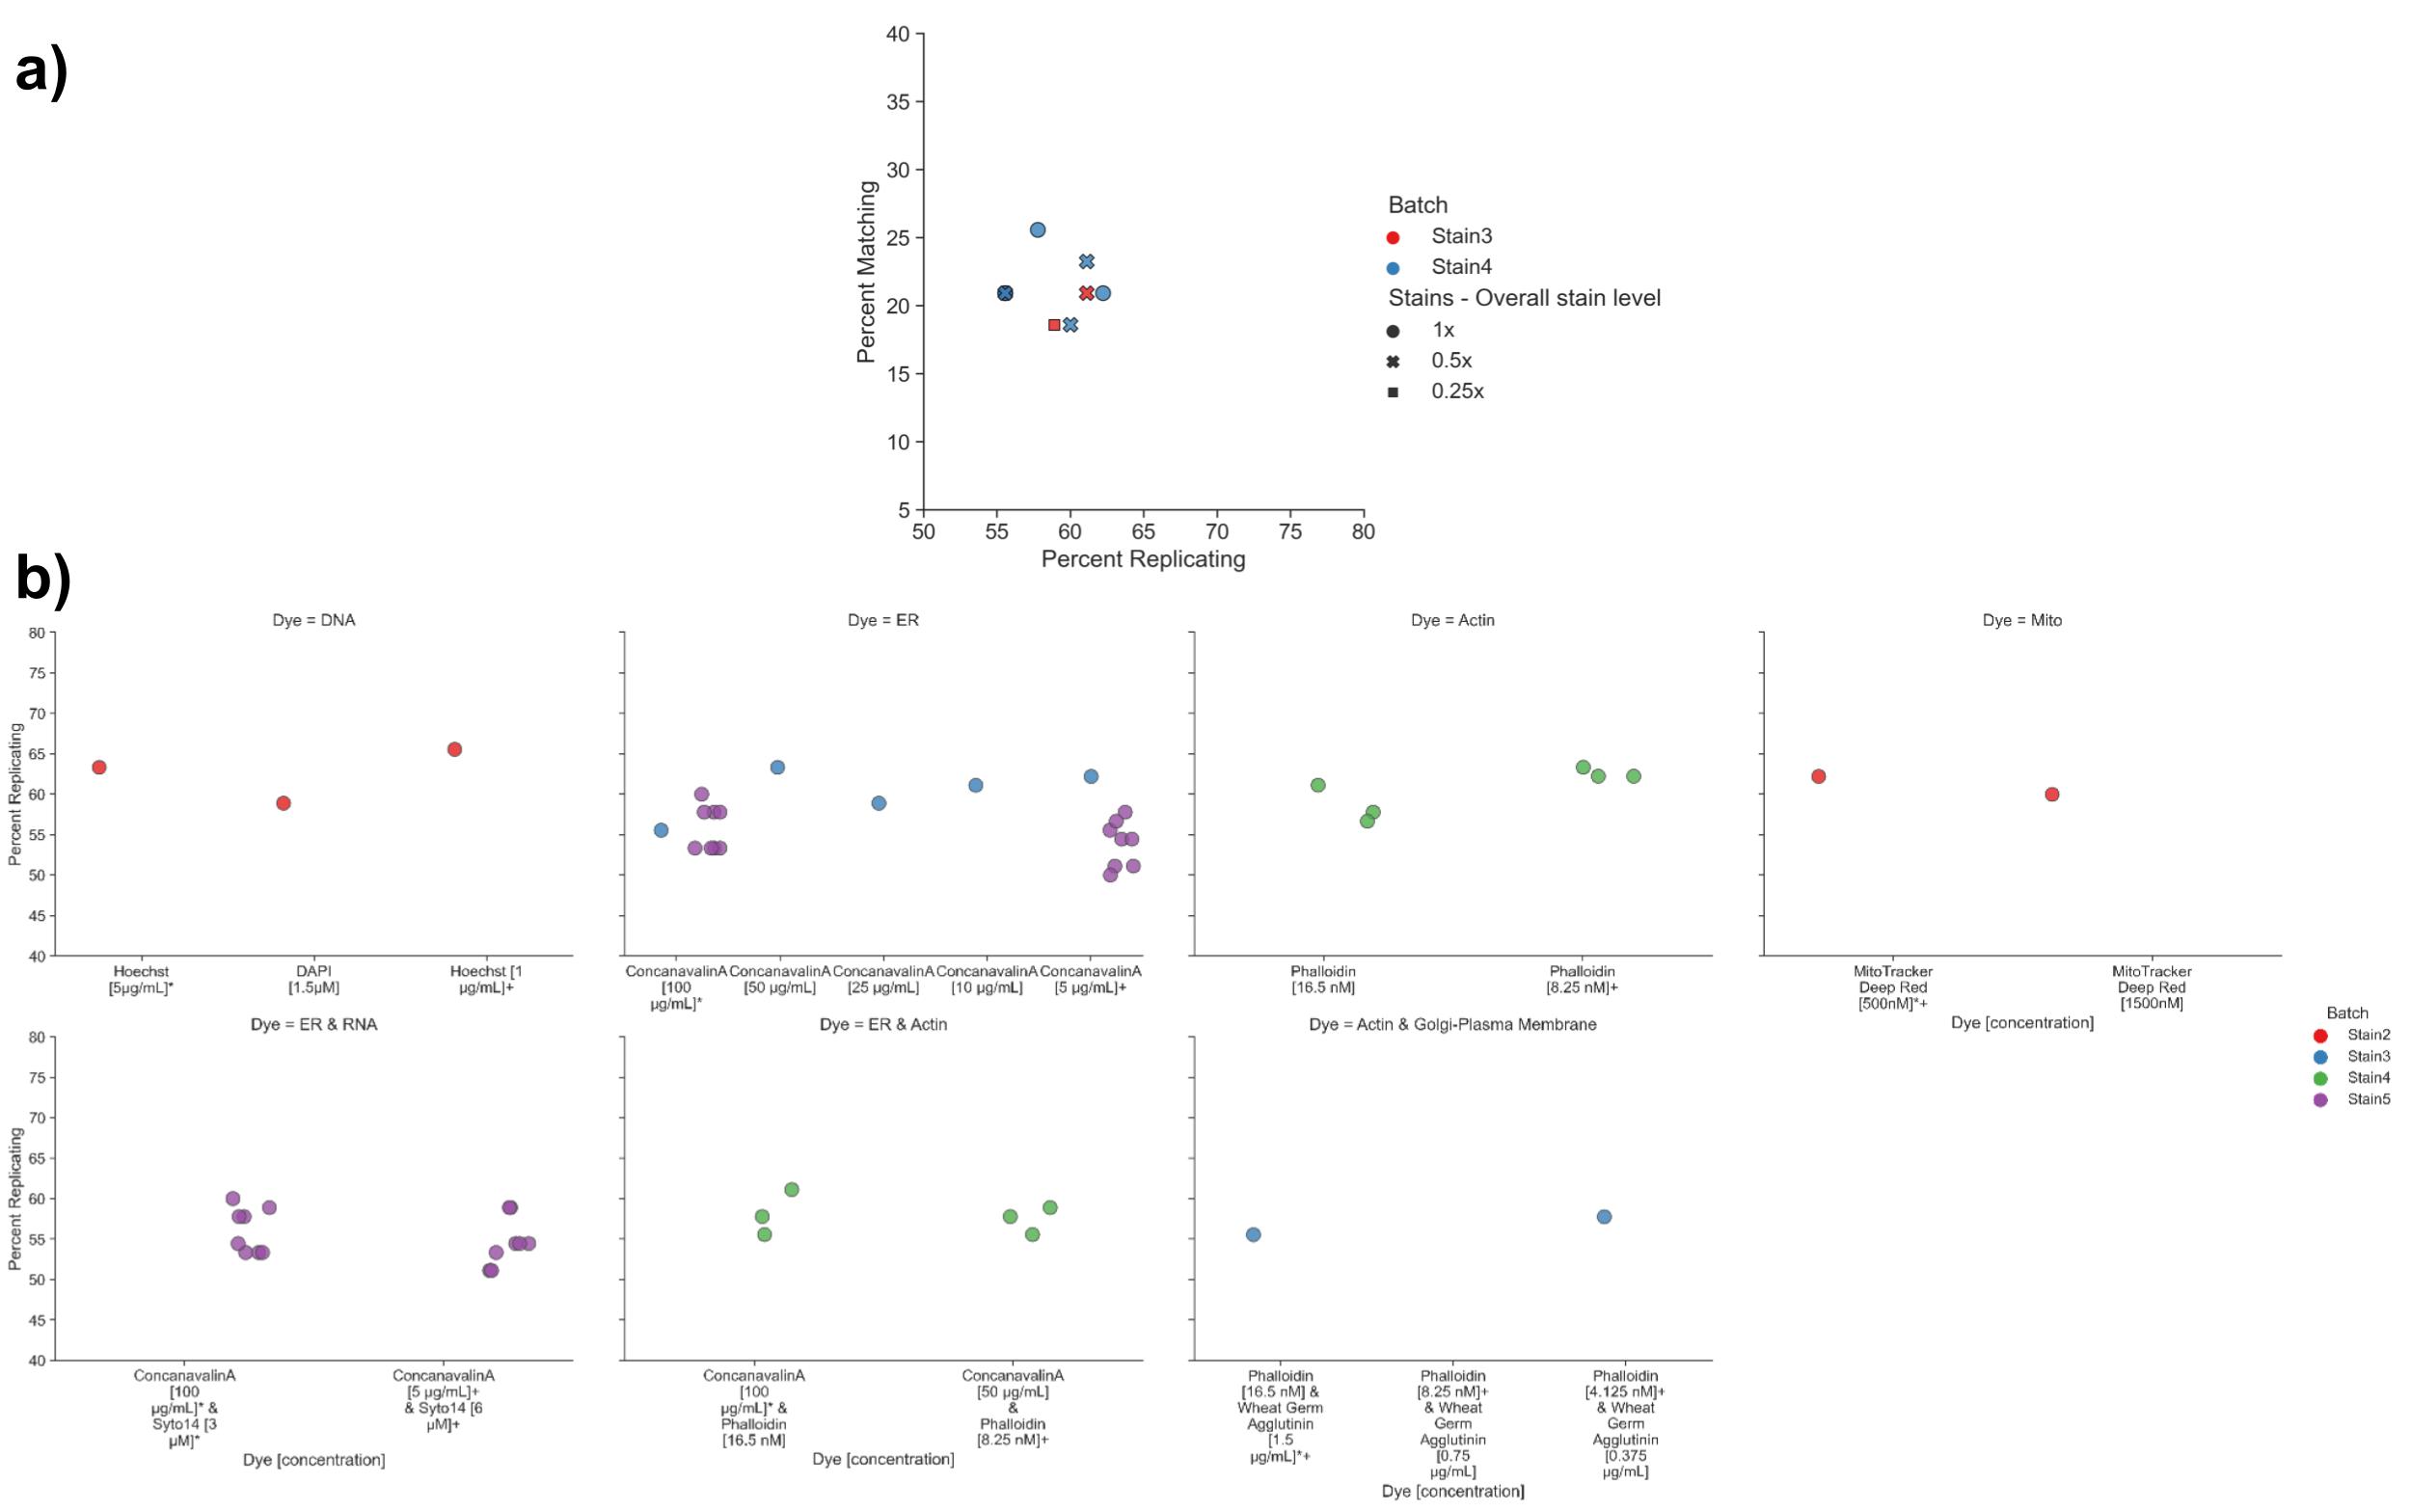 a)
40
35
30
25
20
15
10
5
Percent Matching
50 55 60 65 70 75 80
Percent Replicating
Batch
Stain3
Stain4
Stains - Overall stain level
1x
0.5x
0.25x
b)
Dye = DNA
80
75
70
65
60
55
50
45
40
Percent Replicating
Hoechst
[5µg/mL]*
DAPI
[1.5µM]
Hoechst [1
µg/mL]+
Dye = ER
ConcanavalinA
[100
µg/mL]*
ConcanavalinA
[50 µg/mL]
ConcanavalinA
[25 µg/mL]
ConcanavalinA
[10 µg/mL]
ConcanavalinA
[5 µg/mL]+
Dye = Actin
Phalloidin
[16.5 nM]
Phalloidin
[8.25 nM]+
Dye = Mito
MitoTracker
Deep Red
[500nM]*+
MitoTracker
Deep Red
[1500nM]
Dye [concentration]
Batch
Stain2
Stain3
Stain4
Stain5
Dye = ER & RNA
80
75
70
65
60
55
50
45
40
Percent Replicating
ConcanavalinA
[100
µg/mL]* &
Syto14 [3
µM]*
ConcanavalinA
[5 µg/mL]+
& Syto14 [6
µM]+
Dye [concentration]
Dye = ER & Actin
ConcanavalinA
[100
µg/mL]* &
Phalloidin
[16.5 nM]
ConcanavalinA
[50 µg/mL]
&
Phalloidin
[8.25 nM]+
Dye [concentration]
Dye = Actin & Golgi-Plasma Membrane
Phalloidin
[16.5 nM] &
Wheat Germ
Agglutinin
[1.5
µg/mL]*+
Phalloidin
[8.25 nM]+
& Wheat
Germ
Agglutinin
[0.75
µg/mL]
Phalloidin
[4.125 nM]+
& Wheat
Germ
Agglutinin
[0.375
µg/mL]
Dye [concentration]